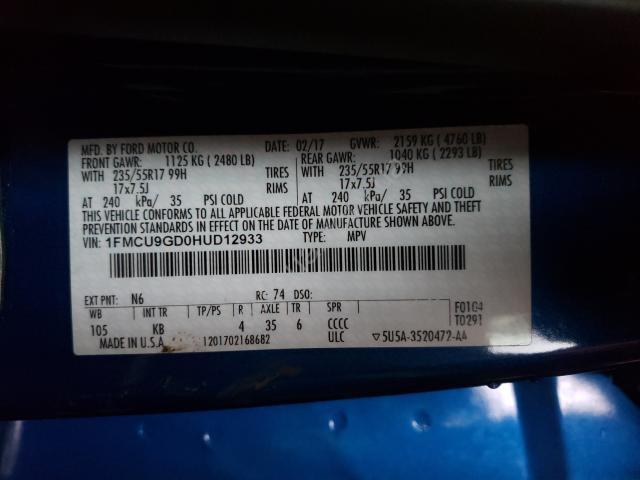 MFD. BY FORD MOTOR CO. DATE: 02/17 GVWR: 2159 KG ( 4760 LB)
FRONT GAWR: 1125 KG ( 2480 LB) REAR GAWR: 1040 KG ( 2293 LB)
WITH 235/55R17 99H TIRES WITH 235/55R17 99H TIRES
17x7.5J RIMS 17x7.5J RIMS
AT 240 kPa/ 35 PSI COLD AT 240 kPa/ 35 PSI COLD
THIS VEHICLE CONFORMS TO ALL APPLICABLE FEDERAL MOTOR VEHICLE SAFETY AND THEFT
PREVENTION STANDARDS IN EFFECT ON THE DATE OF MANUFACTURE SHOWN ABOVE.
VIN: 1FMCU9GD0HUD12933 TYPE: MPV
EXT PNT: N6 RC: 74 DSO:
WB INT TR TP/PS R AXLE TR SPR F0104
105 KB 4 35 6 CCCC T0291
MADE IN U.S.A. 1201702168682 ULC ▽5U5A-3520472-AA